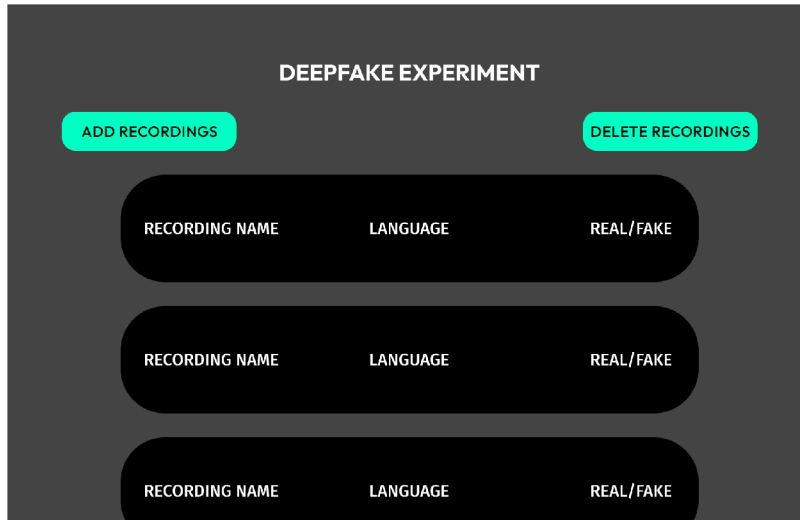 DEEPFAKE EXPERIMENT
ADD RECORDINGS DELETE RECORDINGS
RECORDING NAME LANGUAGE REAL/FAKE
RECORDING NAME LANGUAGE REAL/FAKE
RECORDING NAME LANGUAGE REAL/FAKE